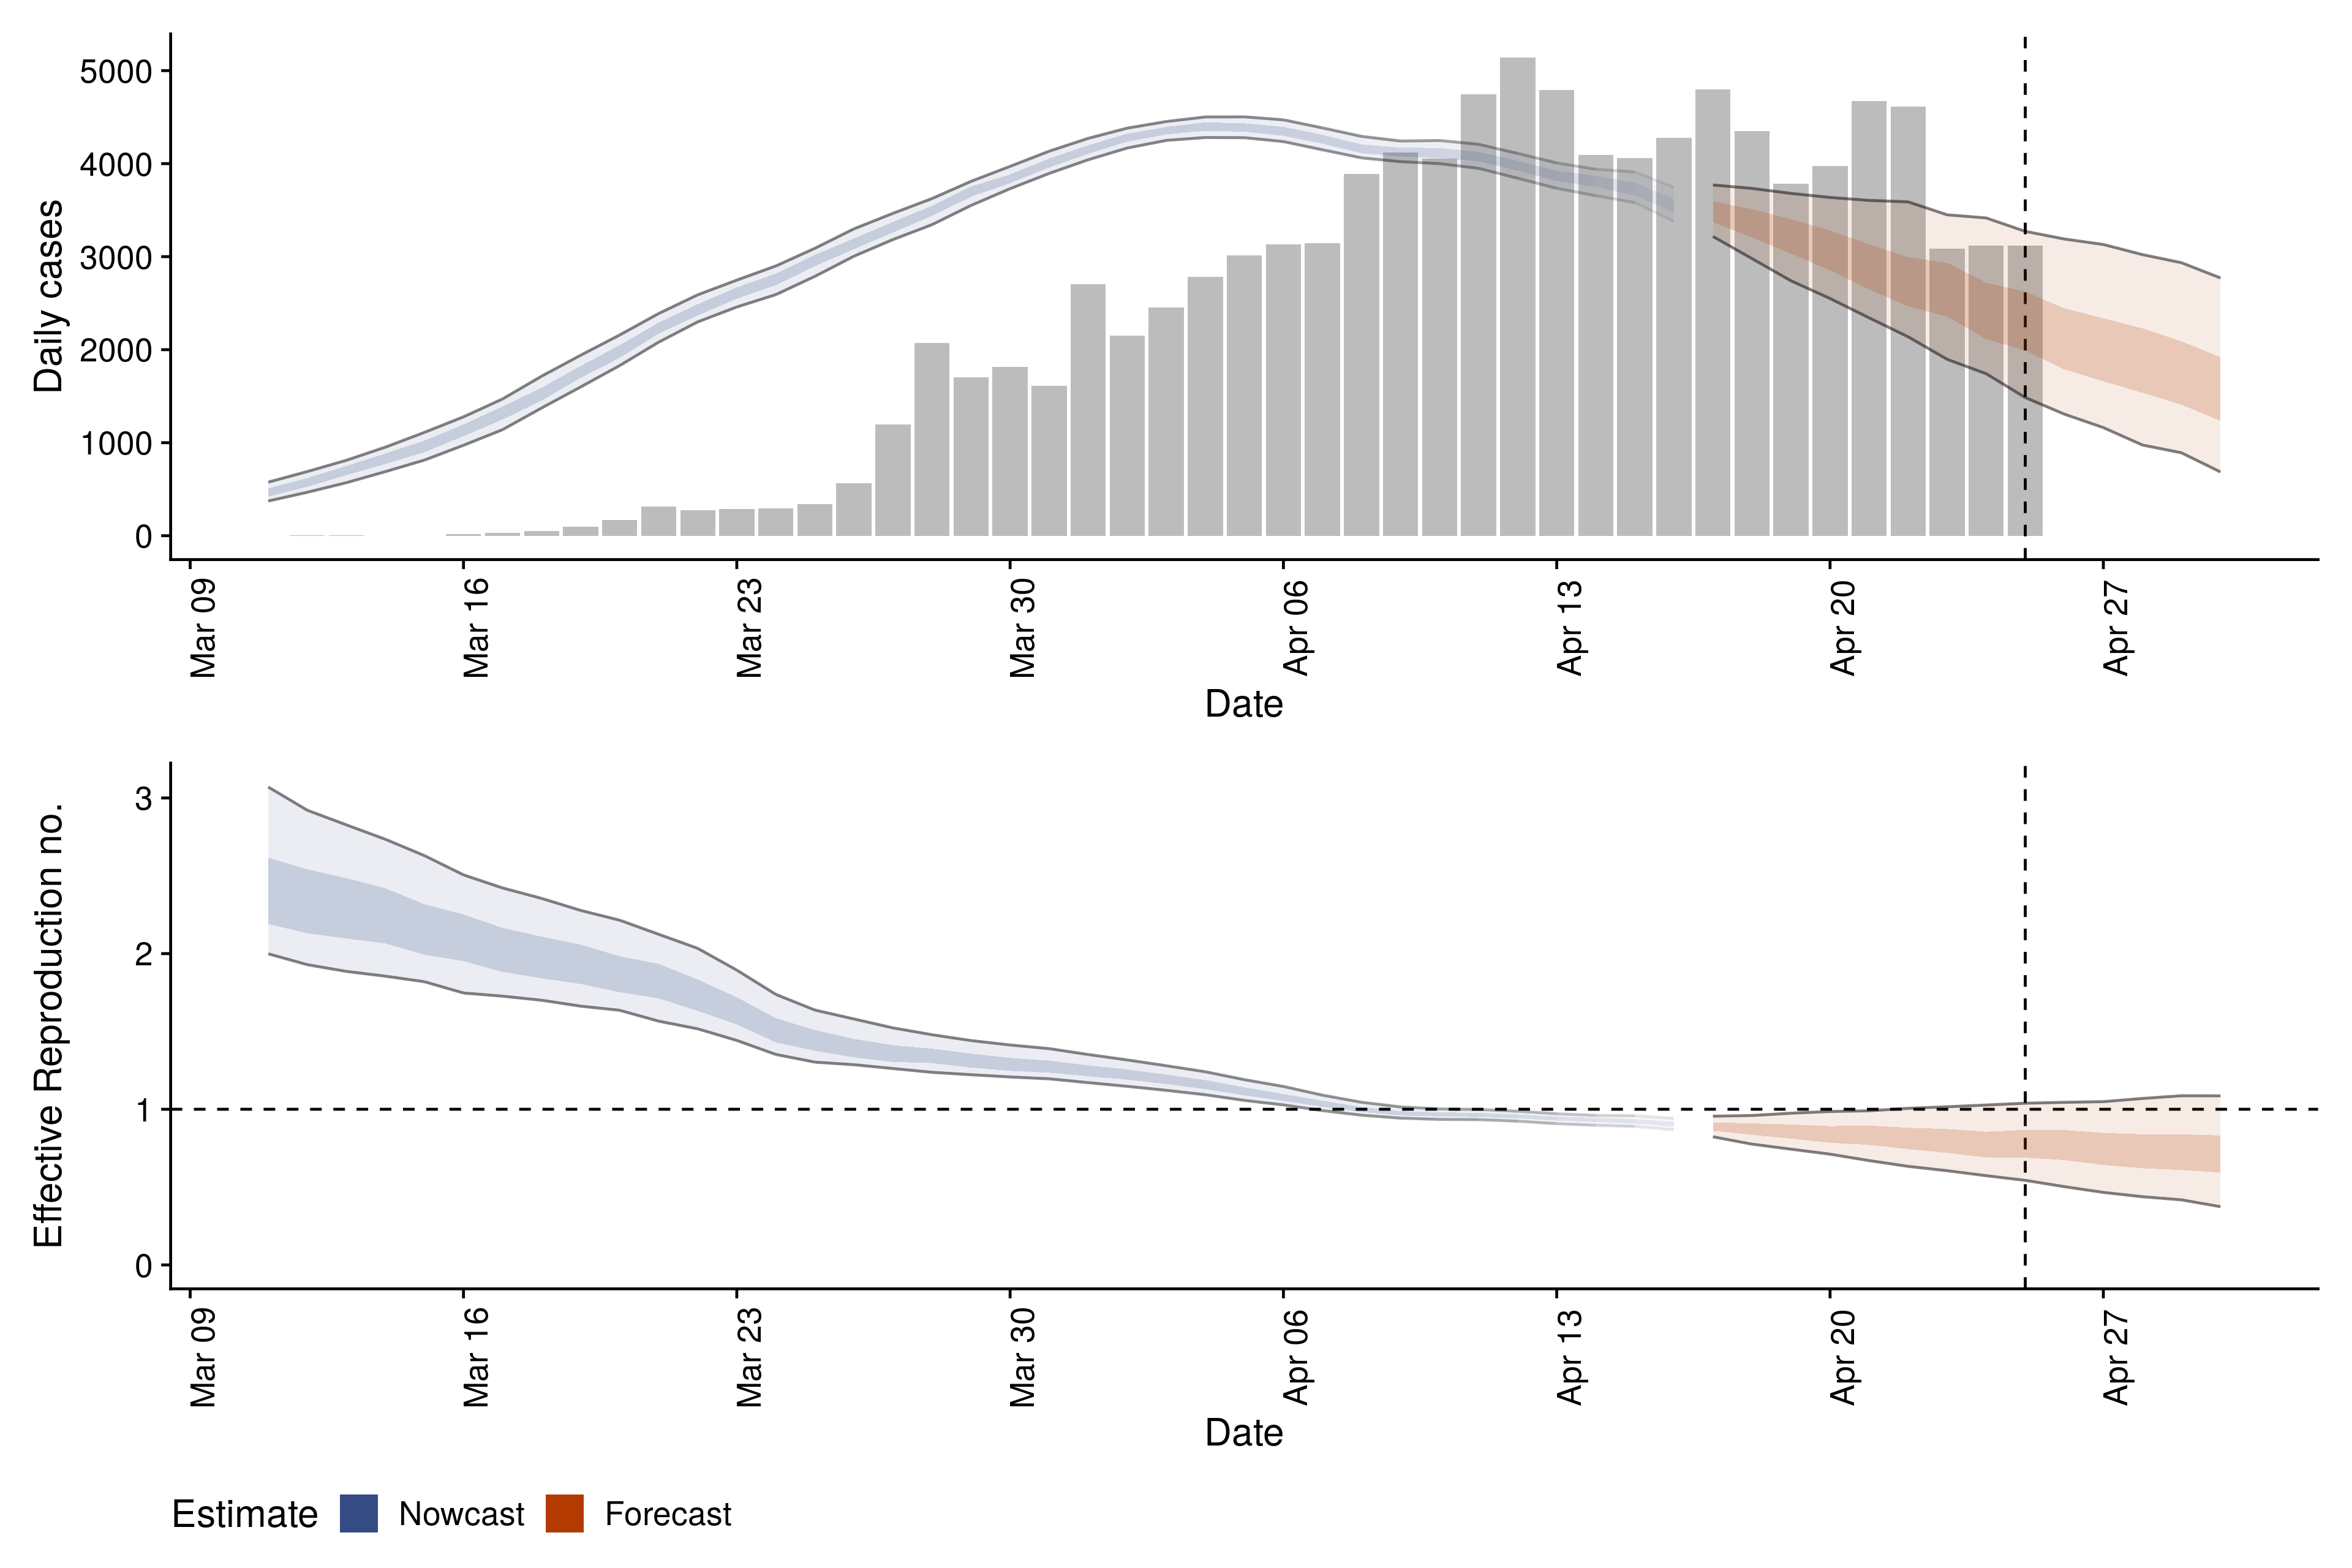 Daily cases
5000
4000
3000
2000
1000
0
Mar 09
Mar 16
Mar 23
Mar 30
Apr 06
Apr 13
Apr 20
Apr 27
Date
Effective Reproduction no.
3
2
1
0
Mar 09
Mar 16
Mar 23
Mar 30
Apr 06
Apr 13
Apr 20
Apr 27
Date
Estimate Nowcast Forecast